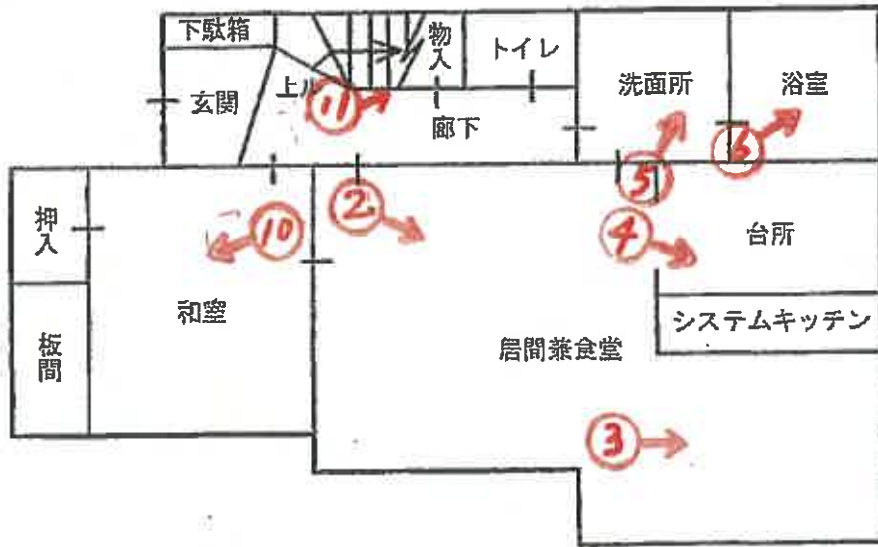 下駄箱
物入
トイレ
洗面所
浴室
玄関
上ル
廊下
⑪
⑥
⑤
押入
②
⑩
④
台所
和室
システムキッチン
板間
居間兼食堂
③